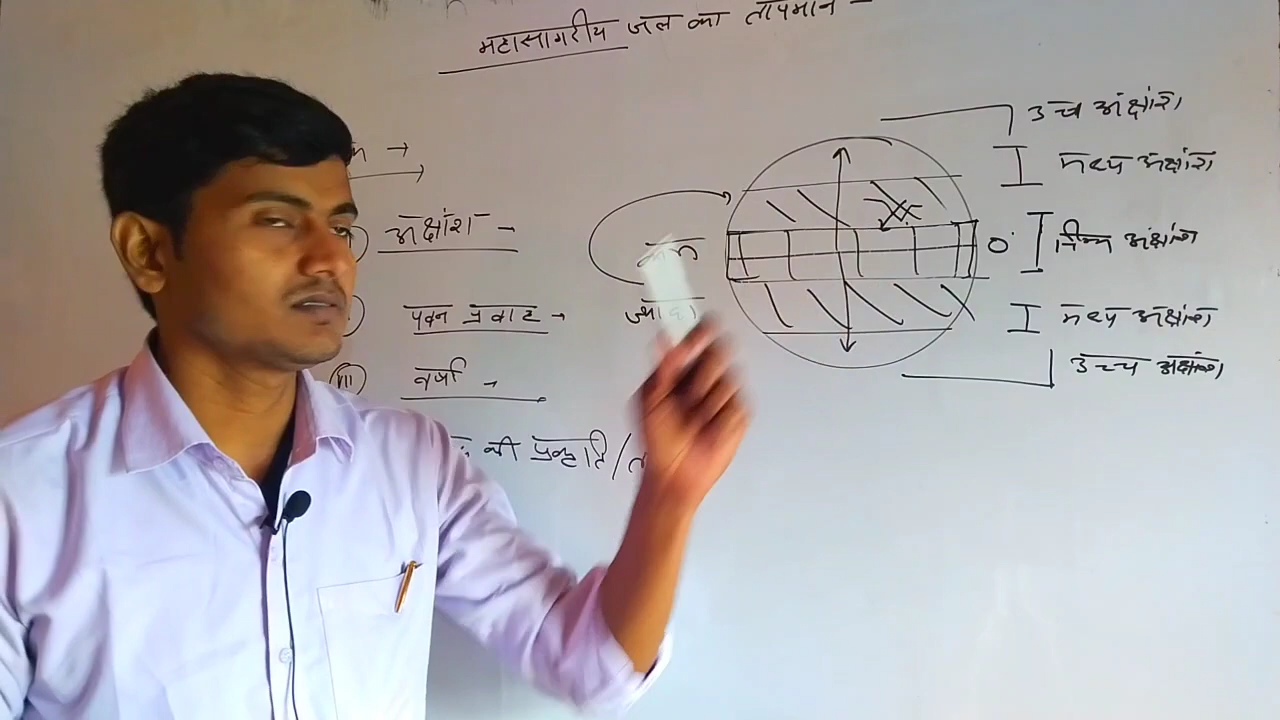 महासागरीय जल का तापमान -
उच्च अक्षांश
मध्य अक्षांश
अक्षांश -
0° निम्न अक्षांश
पवन प्रवाह → ज्यादा
मध्य अक्षांश
उच्च अक्षांश
III वर्षा -
की प्रकृति /